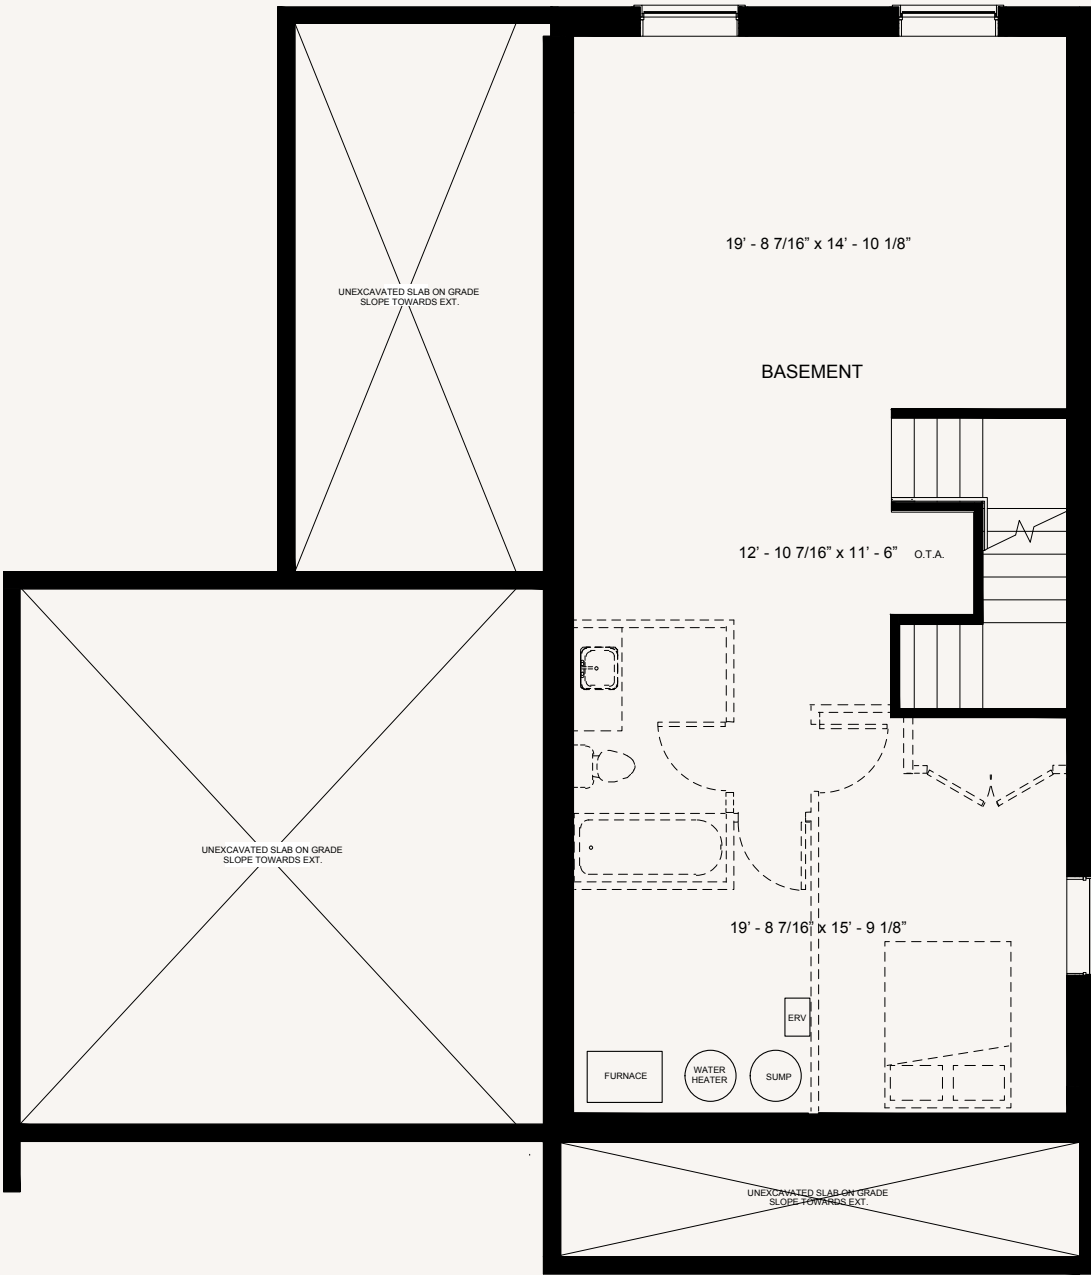 19’ - 8 7/16” x 14’ - 10 1/8”
UNEXCAVATED SLAB ON GRADE
SLOPE TOWARDS EXT.
BASEMENT
12’ - 10 7/16” x 11’ - 6”
O.T.A.
UNEXCAVATED SLAB ON GRADE
SLOPE TOWARDS EXT.
19’ - 8 7/16” x 15’ - 9 1/8”
ERV
FURNACE
WATER
HEATER
SUMP
UNEXCAVATED SLAB ON GRADE
SLOPE TOWARDS EXT.